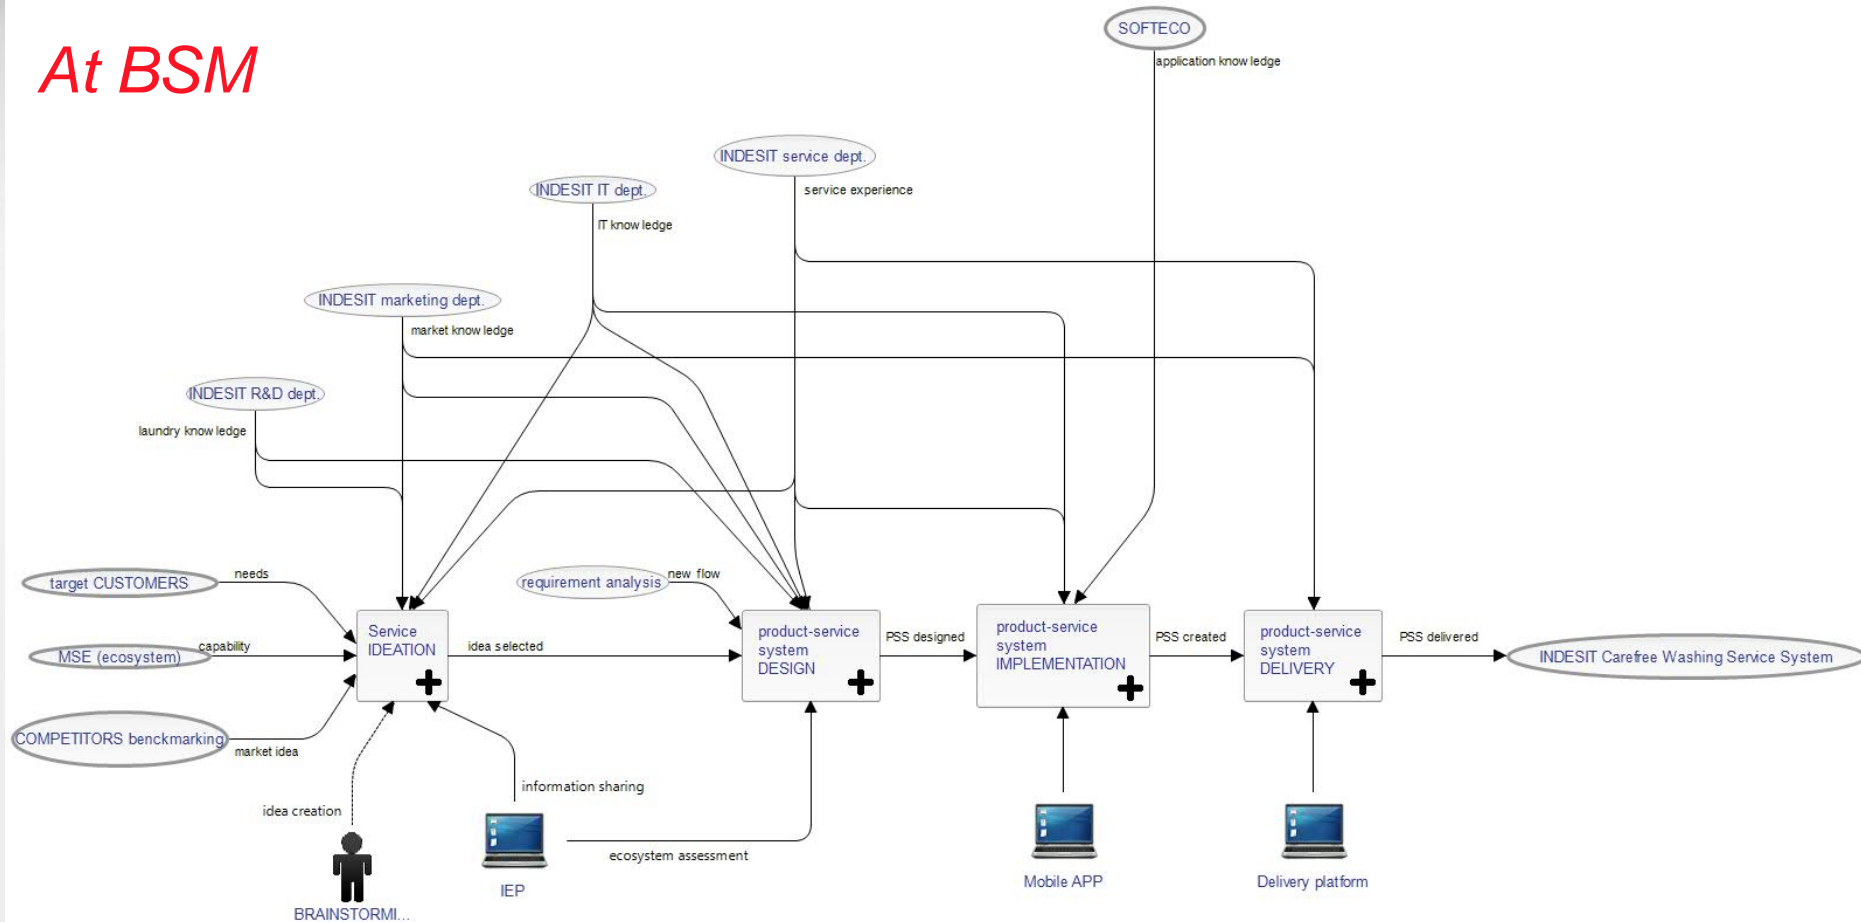 At BSM
SOFTECO
application know ledge
INDESIT service dept.
service experience
INDESIT IT dept.
IT know ledge
INDESIT marketing dept.
market know ledge
INDESIT R&D dept.
laundry know ledge
target CUSTOMERS
needs
requirement analysis
new flow
MSE (ecosystem)
capability
COMPETITORS benckmarking
market idea
Service
IDEATION
idea selected
product-service
system
DESIGN
PSS designed
product-service
system
IMPLEMENTATION
PSS created
product-service
system
DELIVERY
PSS delivered
INDESIT Carefree Washing Service System
idea creation
information sharing
ecosystem assessment
BRAINSTORMI...
IEP
Mobile APP
Delivery platform